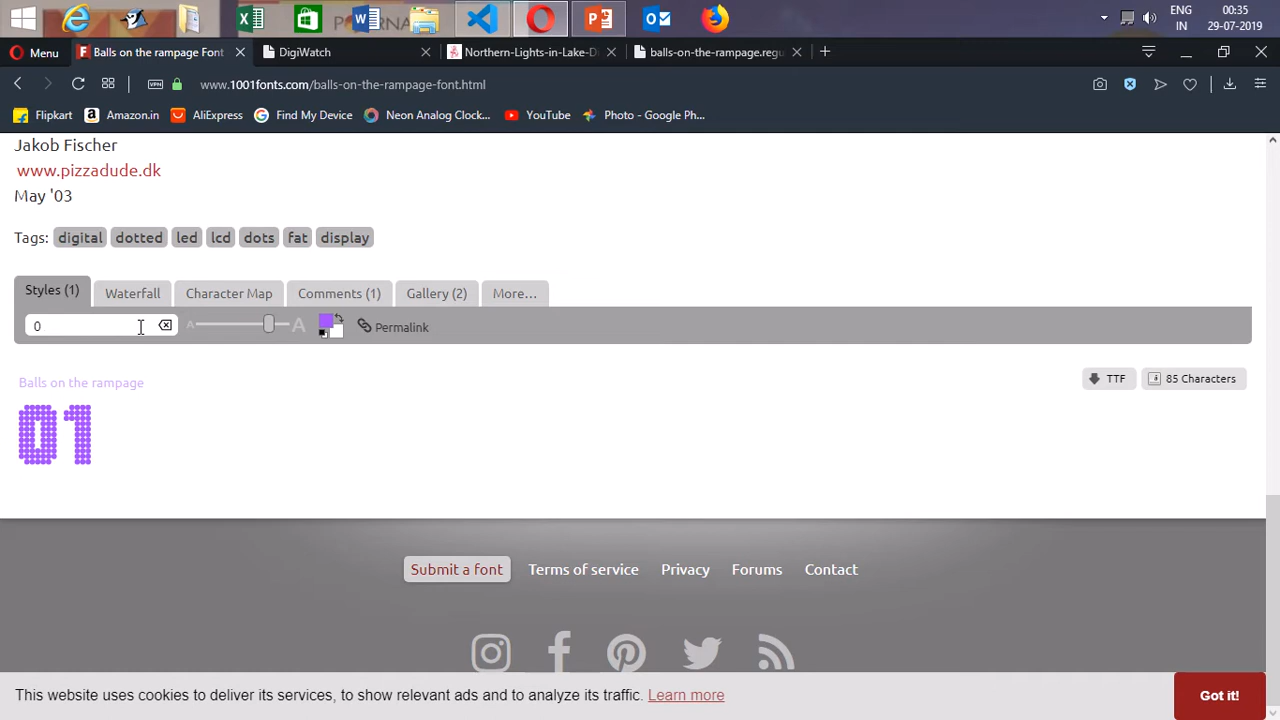 ENG 00:35
IN 29-07-2019
Menu
Balls on the rampage Font
DigiWatch
Northern-Lights-in-Lake-D
balls-on-the-rampage.regu
VPN www.1001fonts.com/balls-on-the-rampage-font.html
Flipkart Amazon.in AliExpress Find My Device Neon Analog Clock... YouTube Photo - Google Ph...
Jakob Fischer
www.pizzadude.dk
May '03
Tags: digital dotted led lcd dots fat display
Styles (1) Waterfall Character Map Comments (1) Gallery (2) More...
0 A A Permalink
Balls on the rampage TTF 85 Characters
01
Submit a font Terms of service Privacy Forums Contact
This website uses cookies to deliver its services, to show relevant ads and to analyze its traffic. Learn more Got it!